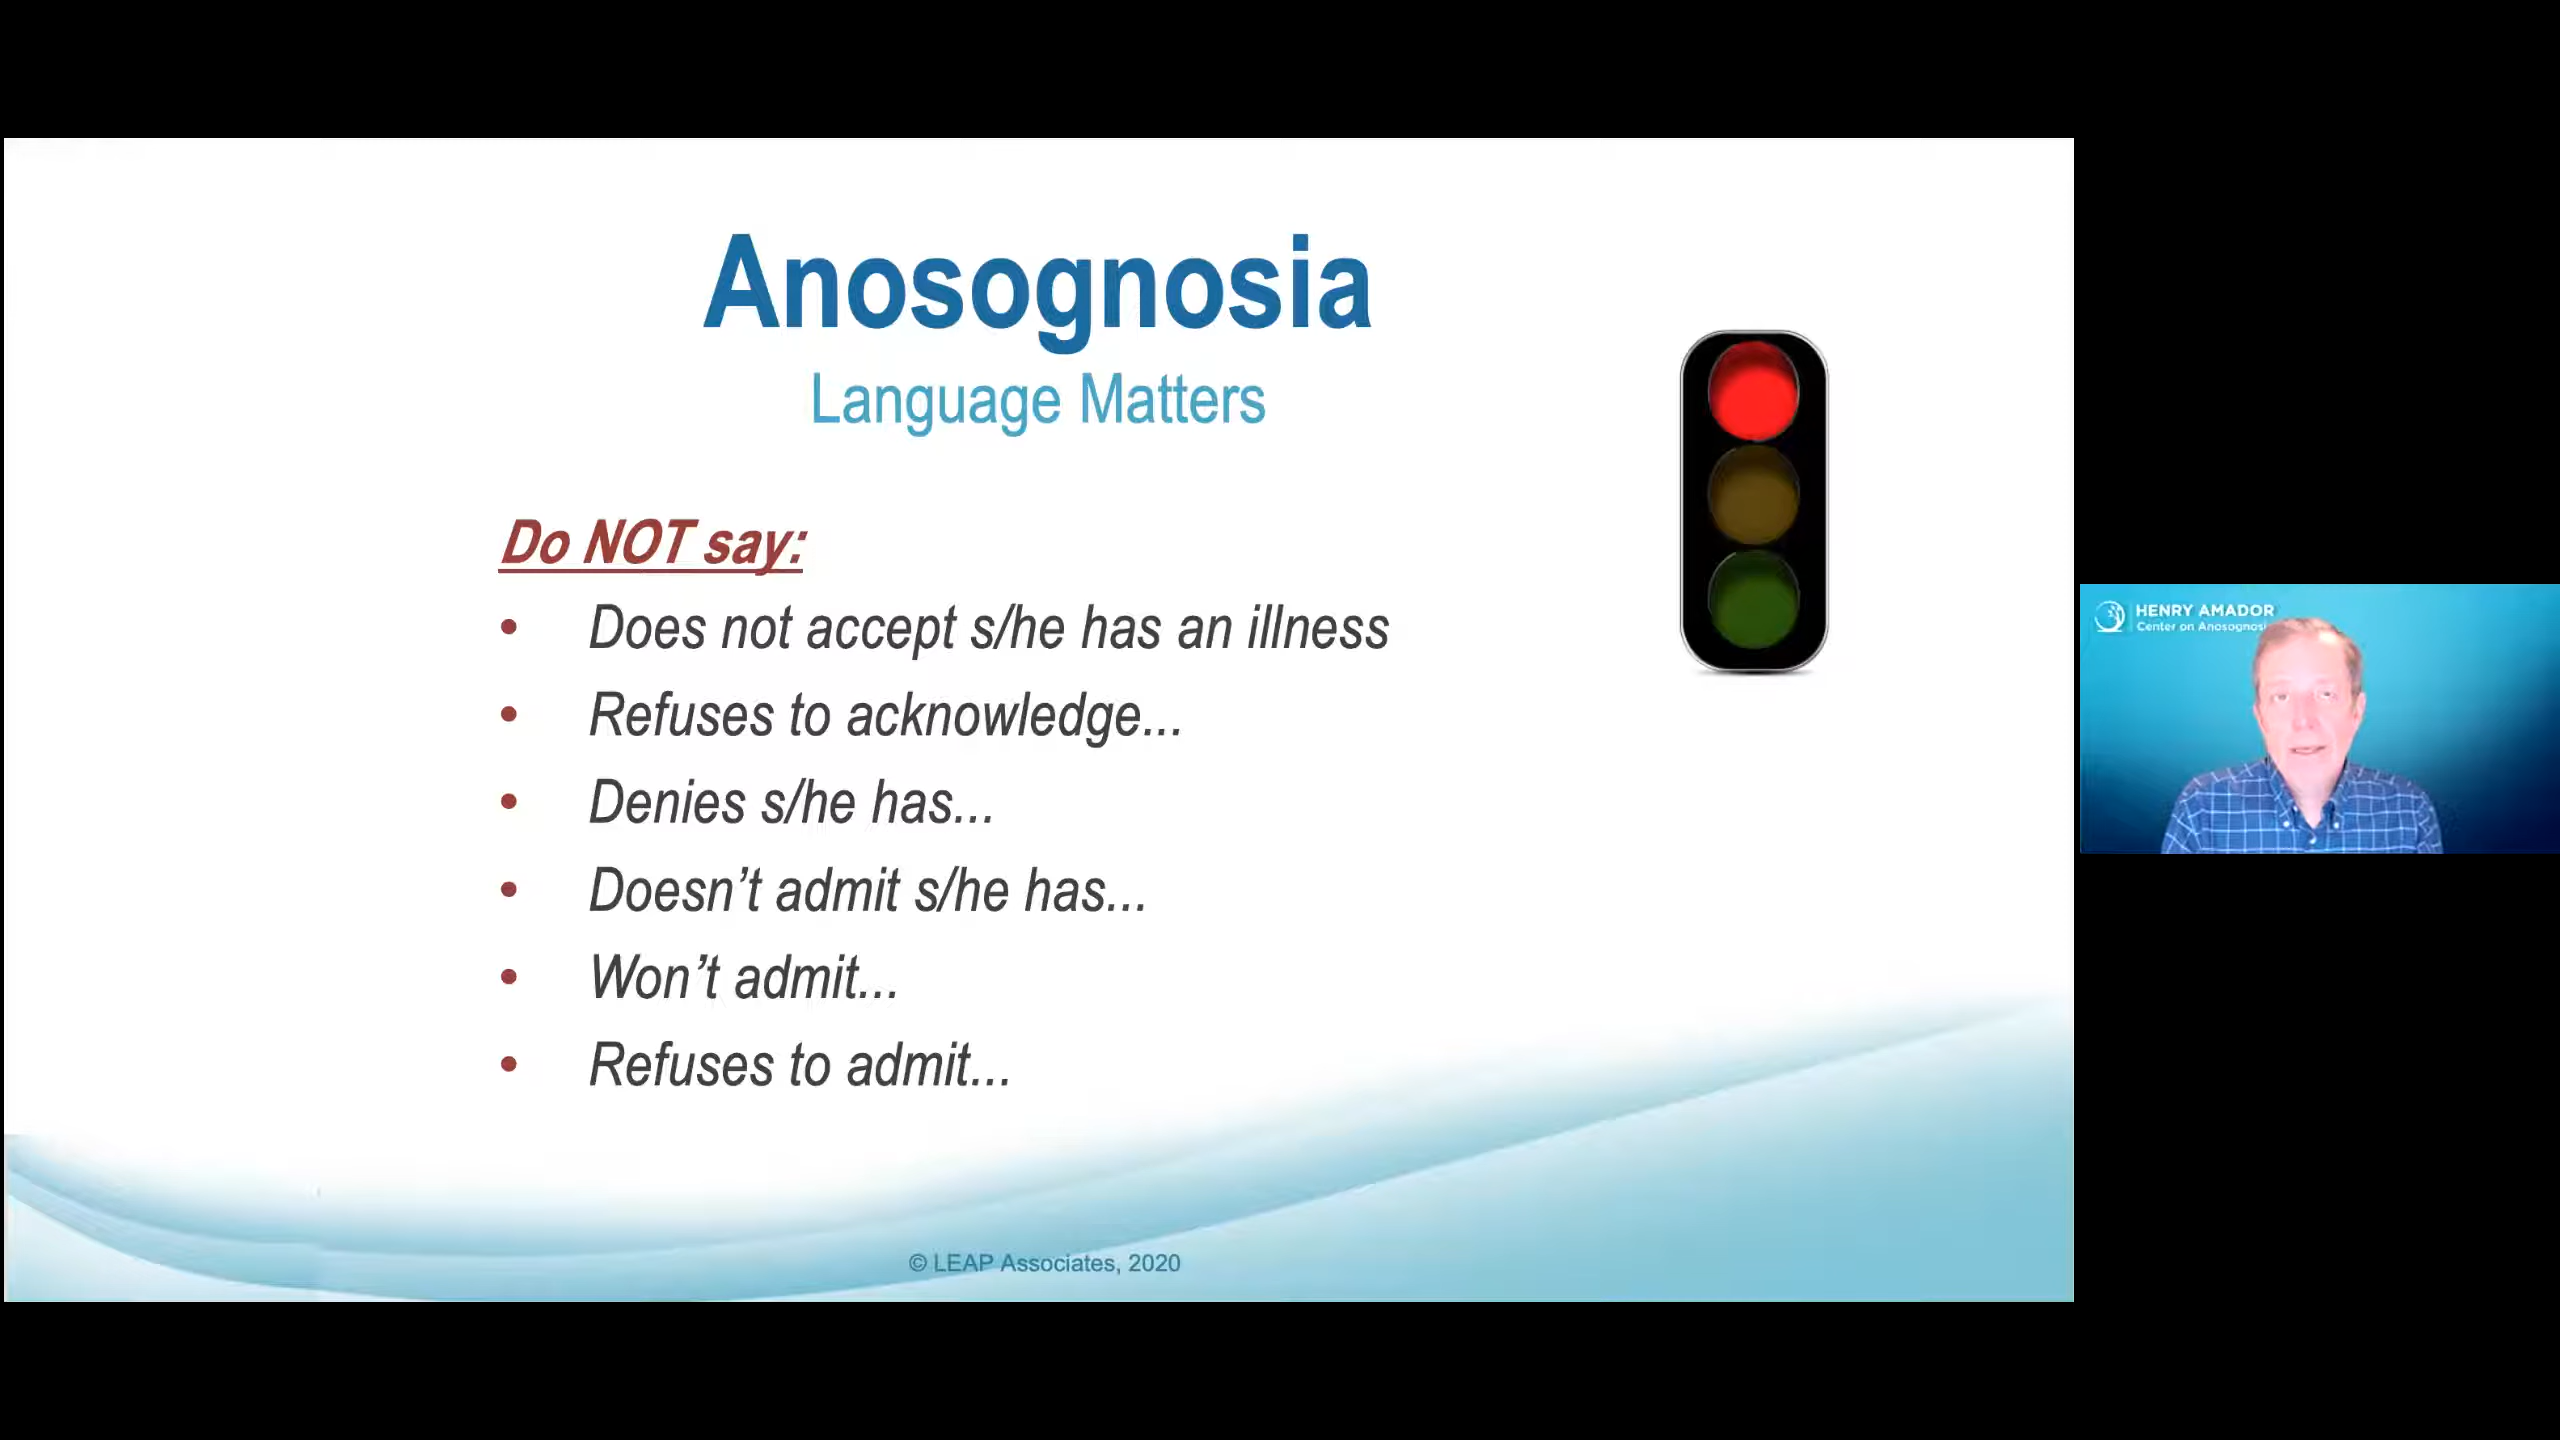 Anosognosia
Language Matters
Do NOT say:
• Does not accept s/he has an illness
• Refuses to acknowledge...
• Denies s/he has...
• Doesn’t admit s/he has...
• Won’t admit...
• Refuses to admit...
© LEAP Associates, 2020
HENRY AMADOR
Center on Anosognosi